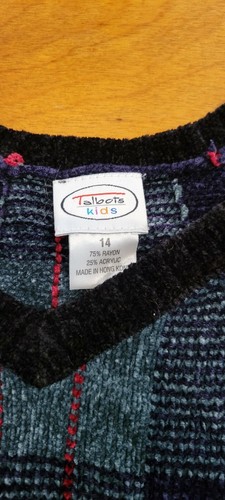 Talbots
kids
14
75% RAYON
25% ACRYLIC
MADE IN HONG KONG